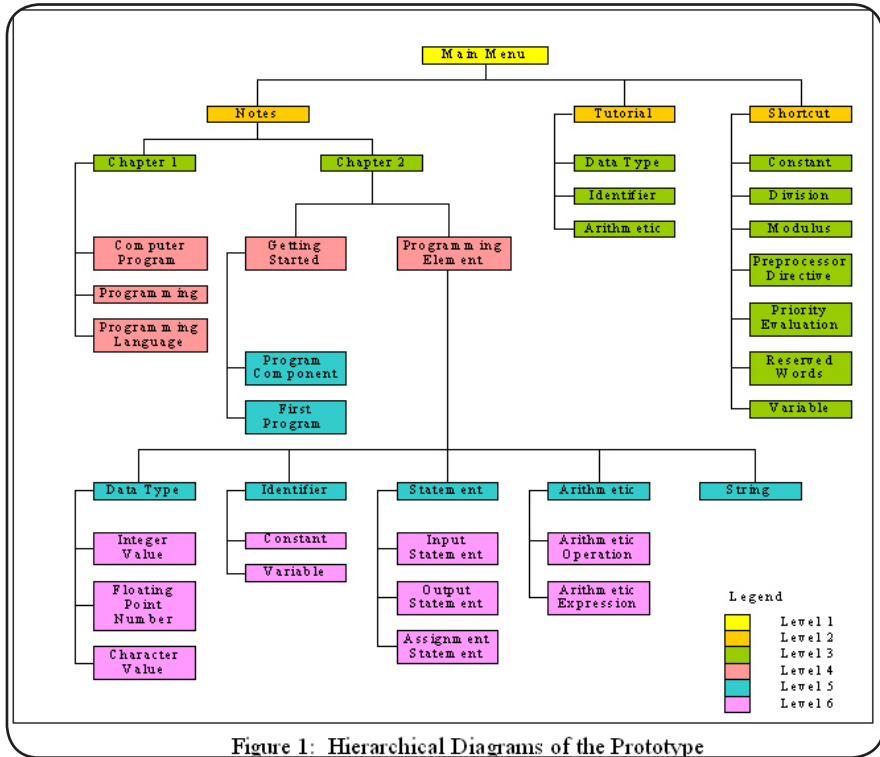 Main Menu
Notes
Tutorial
Shortcut
Chapter 1
Chapter 2
Data Type
Constant
Identifier
Division
Arithmetic
Modulus
Computer
Program
Getting
Started
Programming
Element
Preprocessor
Directive
Programming
Priority
Evaluation
Programming
Language
Program
Component
Reserved
Words
First
Program
Variable
Data Type
Identifier
Statement
Arithmetic
String
Integer
Value
Constant
Input
Statement
Arithmetic
Operation
Variable
Floating
Point
Number
Output
Statement
Arithmetic
Expression
Character
Value
Assignment
Statement
Legend
Level 1
Level 2
Level 3
Level 4
Level 5
Level 6
Figure 1: Hierarchical Diagrams of the Prototype